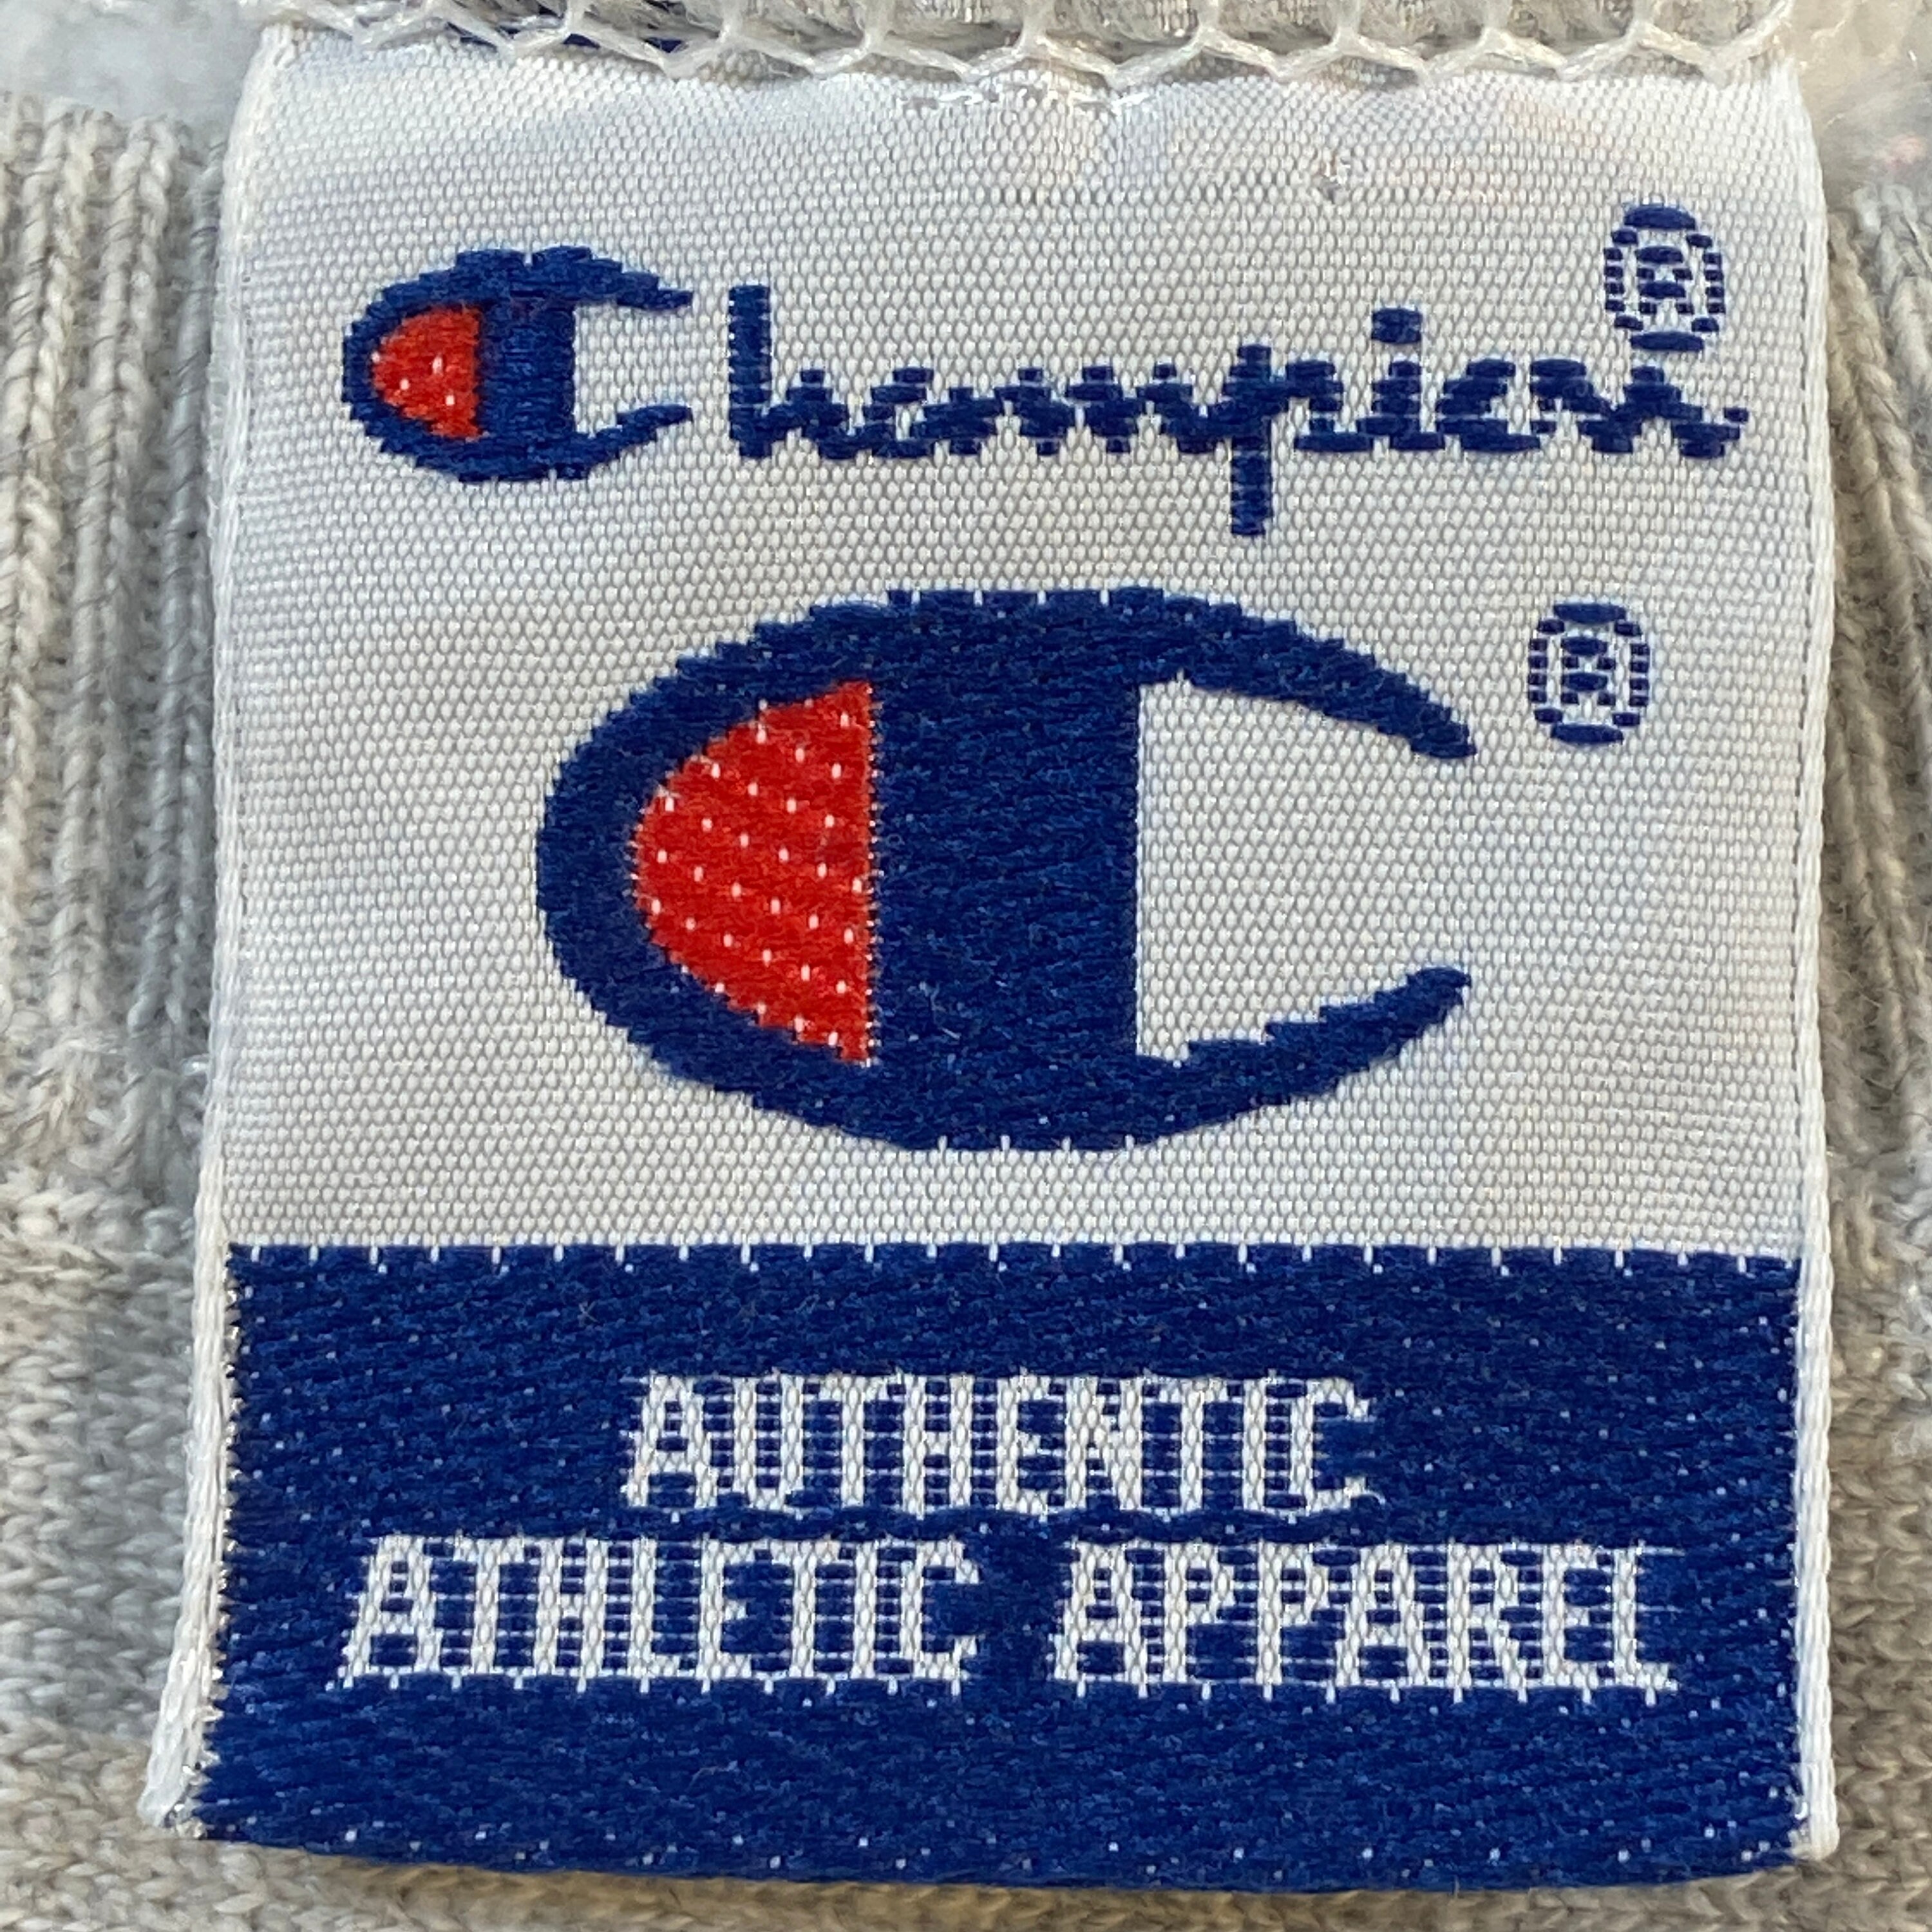 Champion®
C®
AUTHENTIC
ATHLETIC APPAREL